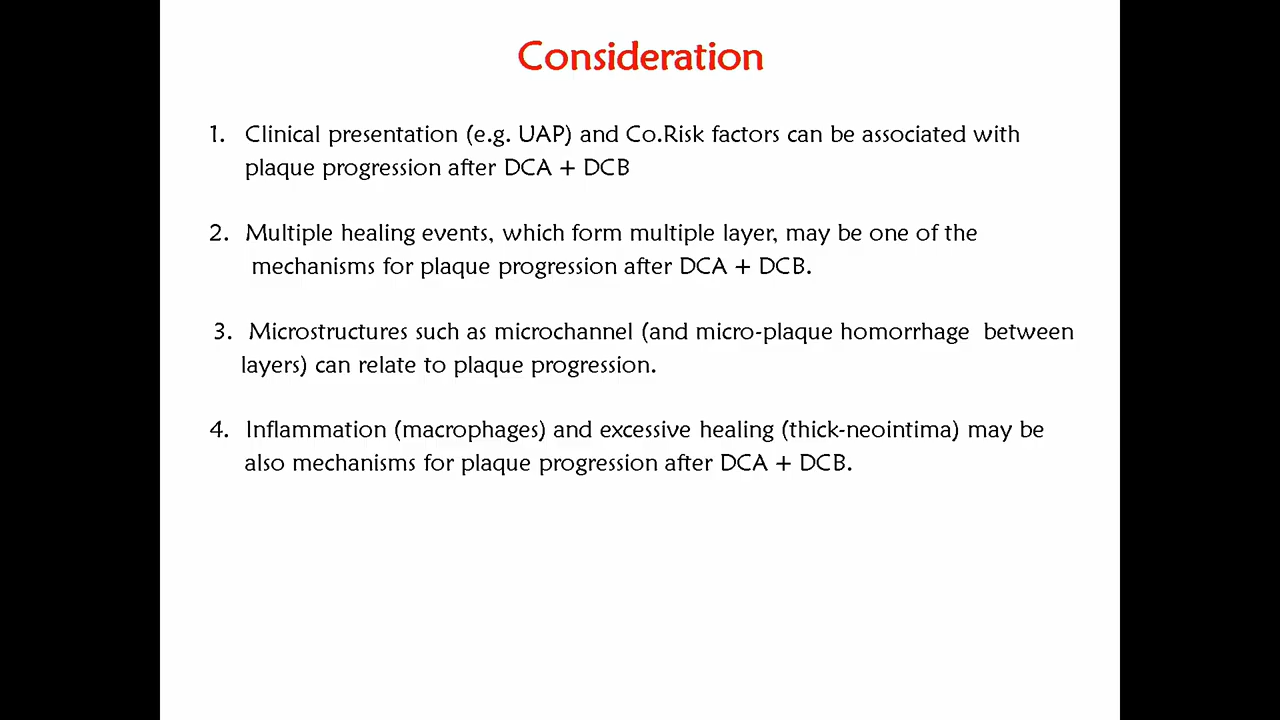 Consideration
1. Clinical presentation (e.g. UAP) and Co.Risk factors can be associated with
plaque progression after DCA + DCB
2. Multiple healing events, which form multiple layer, may be one of the
mechanisms for plaque progression after DCA + DCB.
3. Microstructures such as microchannel (and micro-plaque homorrhage between
layers) can relate to plaque progression.
4. Inflammation (macrophages) and excessive healing (thick-neointima) may be
also mechanisms for plaque progression after DCA + DCB.